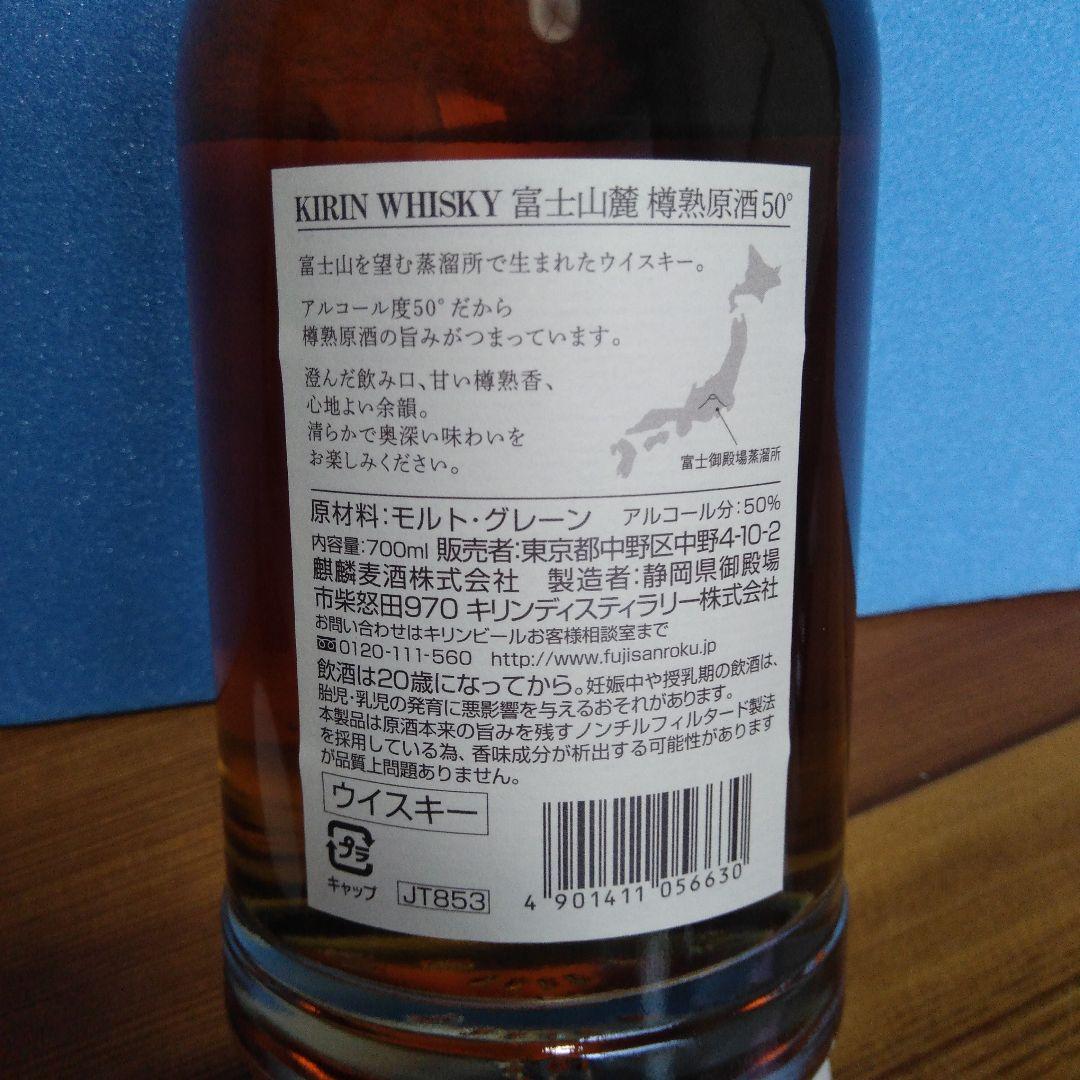 KIRIN WHISKY 富士山麓 樽熟原酒50°
富士山を望む蒸溜所で生まれたウイスキー。
アルコール度50°だから
樽熟原酒の旨みがつまっています。
澄んだ飲み口、甘い樽熟香、
心地よい余韻。
清らかで奥深い味わいを
お楽しみください。
富士御殿場蒸溜所
原材料:モルト・グレーン アルコール分:50%
内容量:700ml 販売者:東京都中野区中野4-10-2
麒麟麦酒株式会社 製造者:静岡県御殿場
市柴怒田970 キリンディスティラリー株式会社
お問い合わせはキリンビールお客様相談室まで
0120-111-560 http://www.fujisanroku.jp
飲酒は20歳になってから。妊娠中や授乳期の飲酒は、
胎児・乳児の発育に悪影響を与えるおそれがあります。
本製品は原酒本来の旨みを残すノンチルフィルタード製法
を採用している為、香味成分が析出する可能性があります
が品質上問題ありません。
ウイスキー
プラ
キャップ
JT853
4 901411 056630